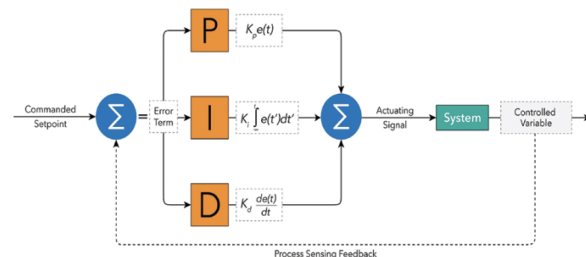 P
K_p e(t)
Commanded
Setpoint
Σ
=
Error
Term
I
K_i ∫ e(t')dt'
Σ
Actuating
Signal
System
Controlled
Variable
D
K_d de(t)/dt
Process Sensing Feedback